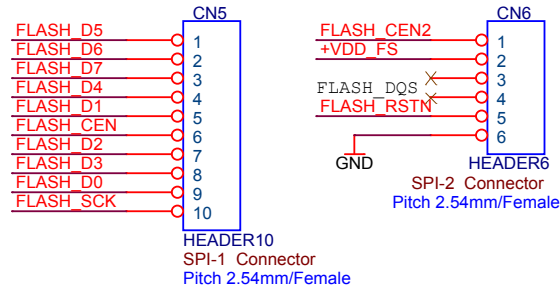 CN5
FLASH_D5 1
FLASH_D6 2
FLASH_D7 3
FLASH_D4 4
FLASH_D1 5
FLASH_CEN 6
FLASH_D2 7
FLASH_D3 8
FLASH_D0 9
FLASH_SCK 10
HEADER10
SPI-1 Connector
Pitch 2.54mm/Female
CN6
FLASH_CEN2 1
+VDD_FS 2
3
FLASH_DQS 4
FLASH_RSTN 5
6
GND
HEADER6
SPI-2 Connector
Pitch 2.54mm/Female